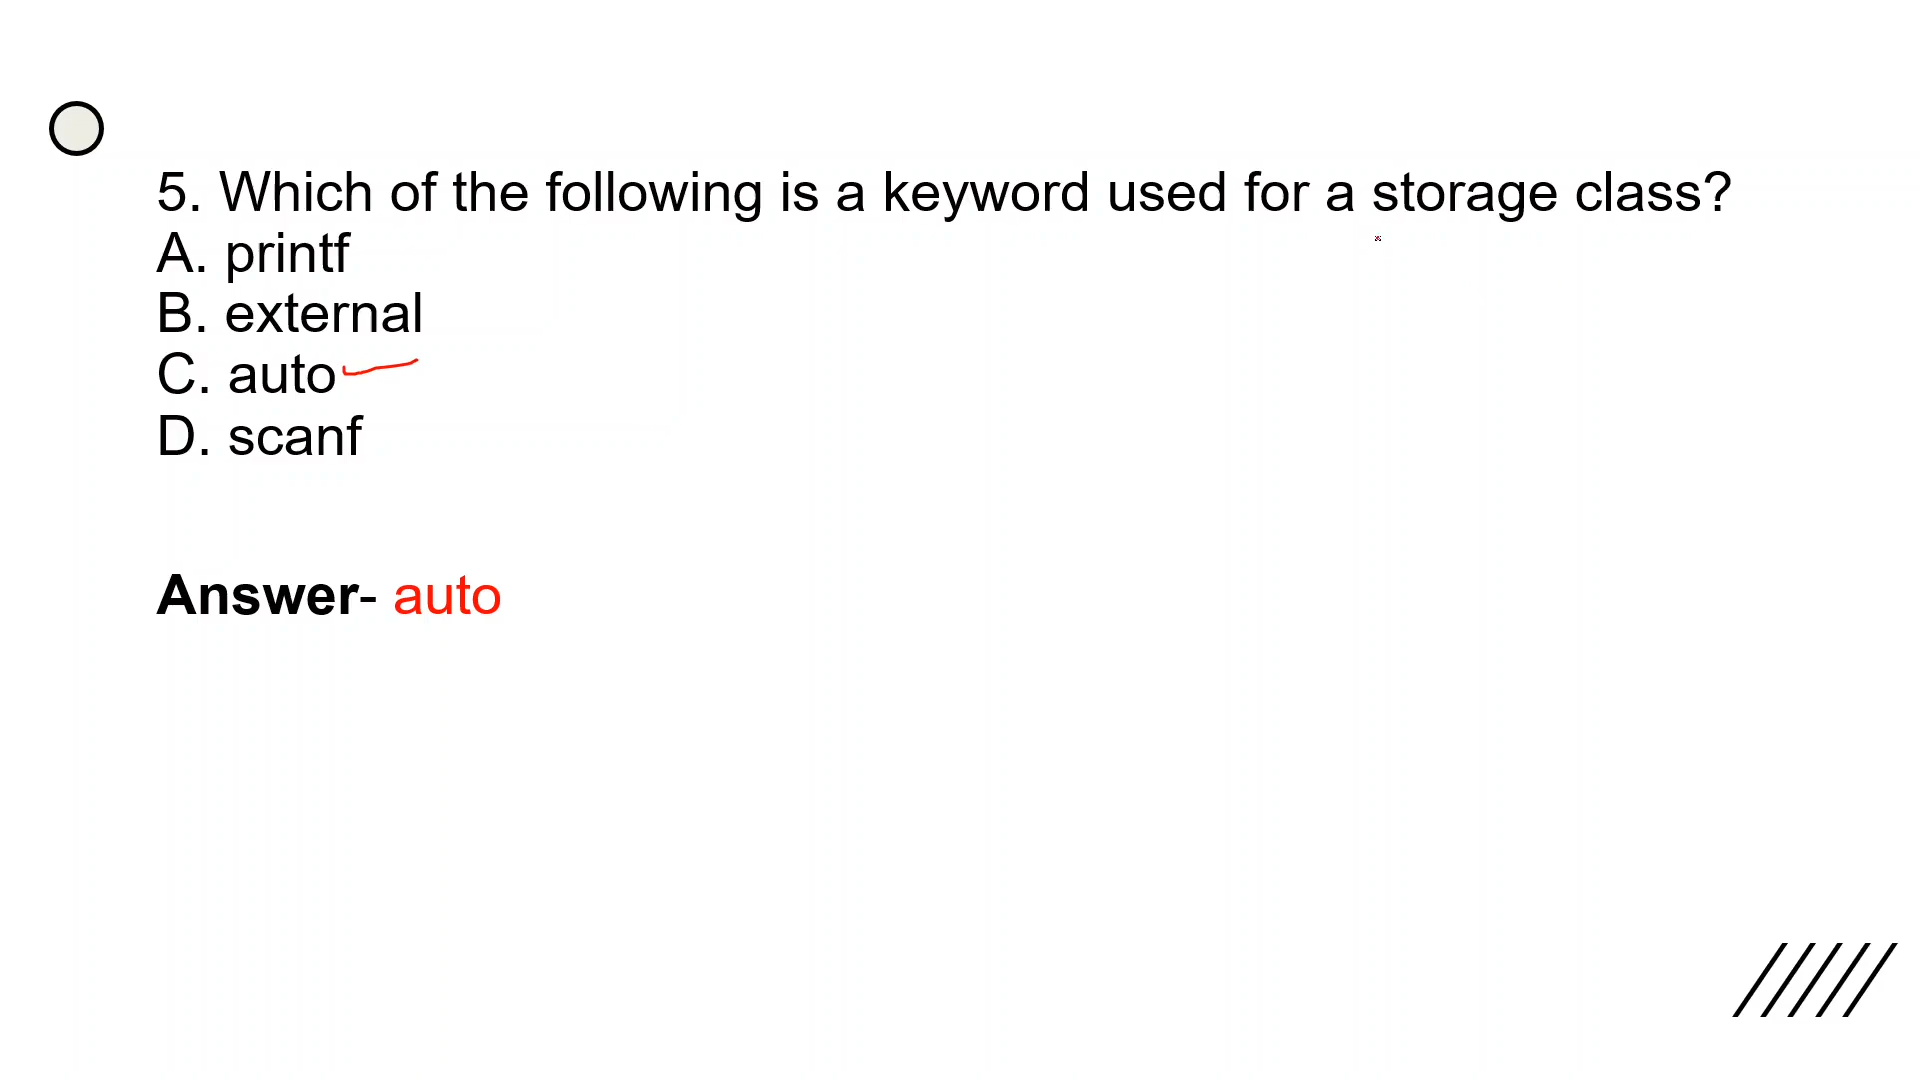 5. Which of the following is a keyword used for a storage class?
A. printf
B. external
C. auto
D. scanf
Answer- auto